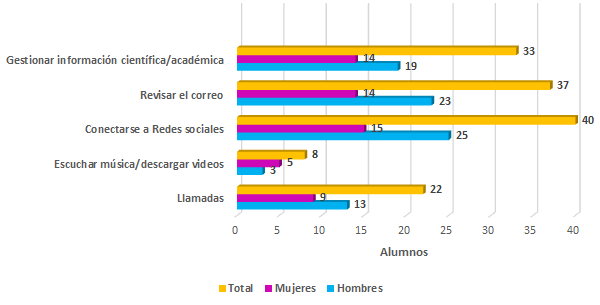 Gestionar información científica/académica
33
14
19
Revisar el correo
37
14
23
Conectarse a Redes sociales
40
15
25
Escuchar música/descargar videos
8
5
3
Llamadas
22
9
13
0 5 10 15 20 25 30 35 40
Alumnos
Total Mujeres Hombres